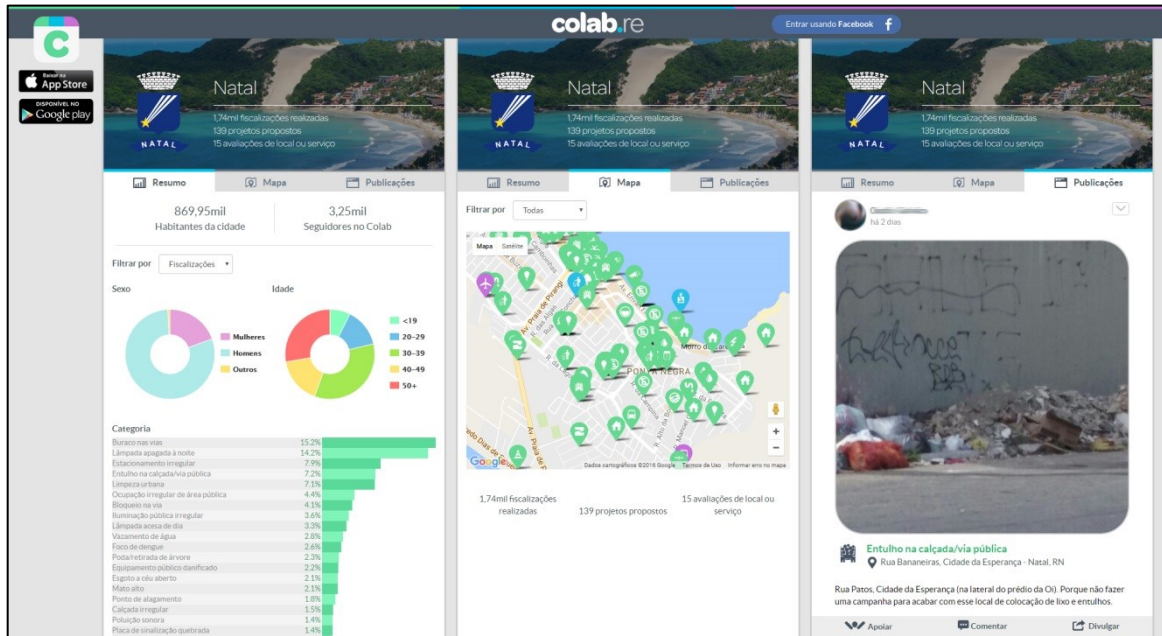 colab.re
Entrar usando Facebook f
C
Baixar na
App Store
DISPONÍVEL NO
Google play
Natal
1,74mil fiscalizações realizadas
139 projetos propostos
15 avaliações de local ou serviço
NATAL
Resumo
Mapa
Publicações
869,95mil
Habitantes da cidade
3,25mil
Seguidores no Colab
Filtrar por
Fiscalizações
Sexo
Idade
Mulheres
Homens
Outros
<19
20-29
30-39
40-49
50+
Categoria
Buraco nas vias 15.2%
Lâmpada apagada à noite 14.2%
Estacionamento irregular 7.9%
Entulho na calçada/via pública 7.2%
Limpeza urbana 7.1%
Ocupação irregular de área pública 4.4%
Bloqueio na via 4.1%
Iluminação pública irregular 3.6%
Lâmpada acesa de dia 3.3%
Vazamento de água 2.8%
Foco de dengue 2.6%
Poda/retirada de árvore 2.3%
Equipamento público danificado 2.2%
Esgoto a céu aberto 2.1%
Mato alto 2.1%
Ponto de alagamento 1.8%
Calçada irregular 1.5%
Poluição sonora 1.4%
Placa de sinalização quebrada 1.4%
Natal
1,74mil fiscalizações realizadas
139 projetos propostos
15 avaliações de local ou serviço
NATAL
Resumo
Mapa
Publicações
Filtrar por
Todas
Mapa Satélite
Av. Praia de Pirangi
Av. Praia de
PONTA NEGRA
Google
Dados cartográficos ©2016 Google Termos de Uso Informar erro no mapa
1,74mil fiscalizações
realizadas
139 projetos propostos
15 avaliações de local ou
serviço
Natal
1,74mil fiscalizações realizadas
139 projetos propostos
15 avaliações de local ou serviço
NATAL
Resumo
Mapa
Publicações
há 2 dias
Entulho na calçada/via pública
Rua Bananeiras, Cidade da Esperança - Natal, RN
Rua Patos, Cidade da Esperança (na lateral do prédio da Oi). Porque não fazer
uma campanha para acabar com esse local de colocação de lixo e entulhos.
Apoiar
Comentar
Divulgar